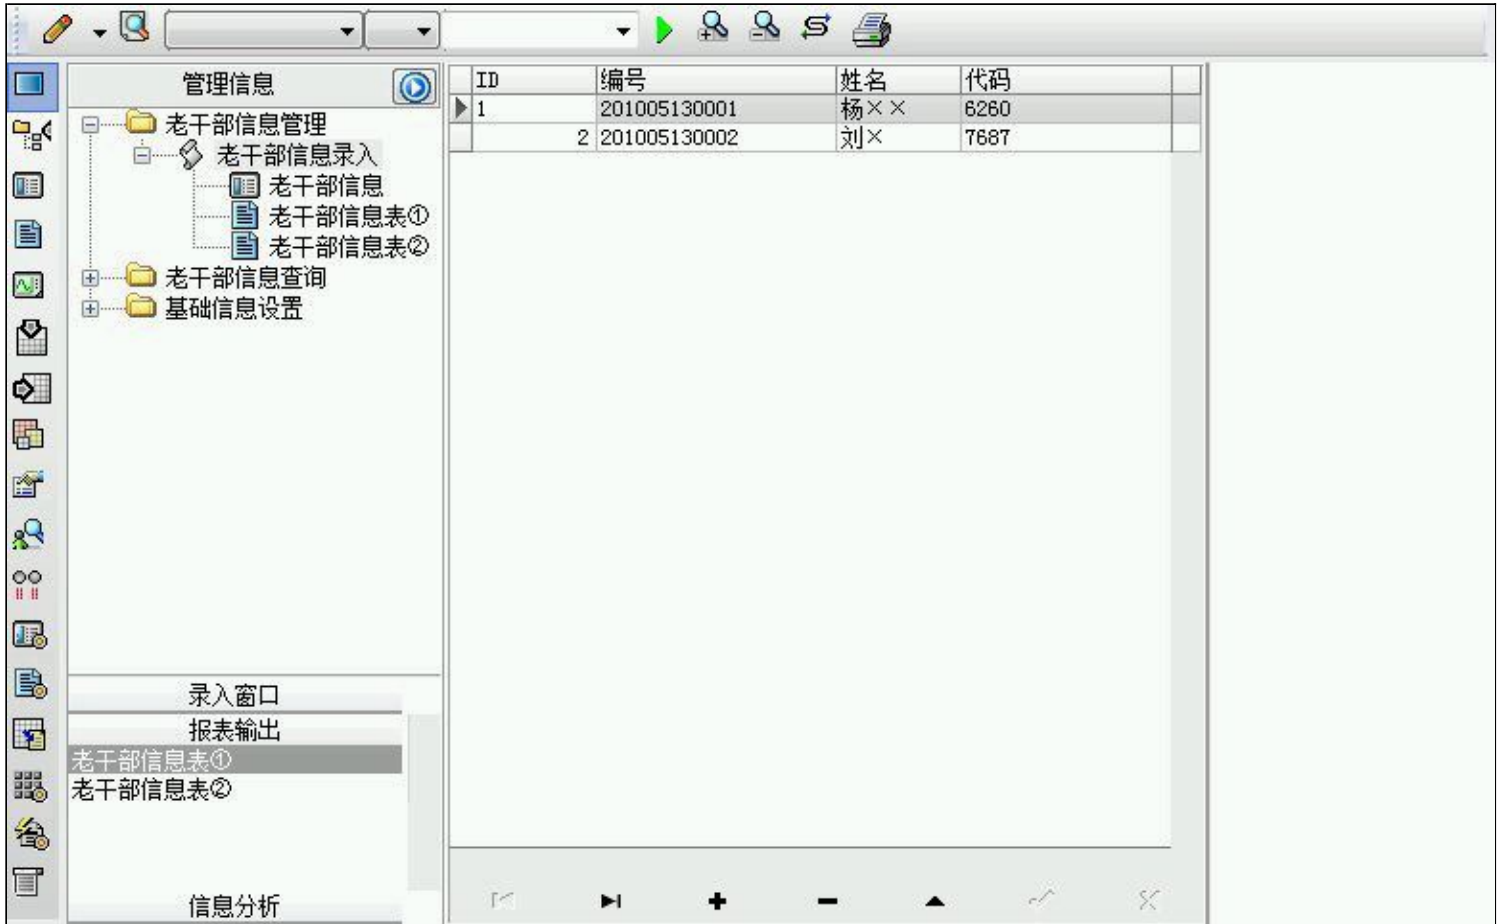 管理信息
老干部信息管理
老干部信息录入
老干部信息
老干部信息表①
老干部信息表②
老干部信息查询
基础信息设置
录入窗口
报表输出
老干部信息表①
老干部信息表②
信息分析
ID 编号 姓名 代码
1 201005130001 杨×× 6260
2 201005130002 刘× 7687